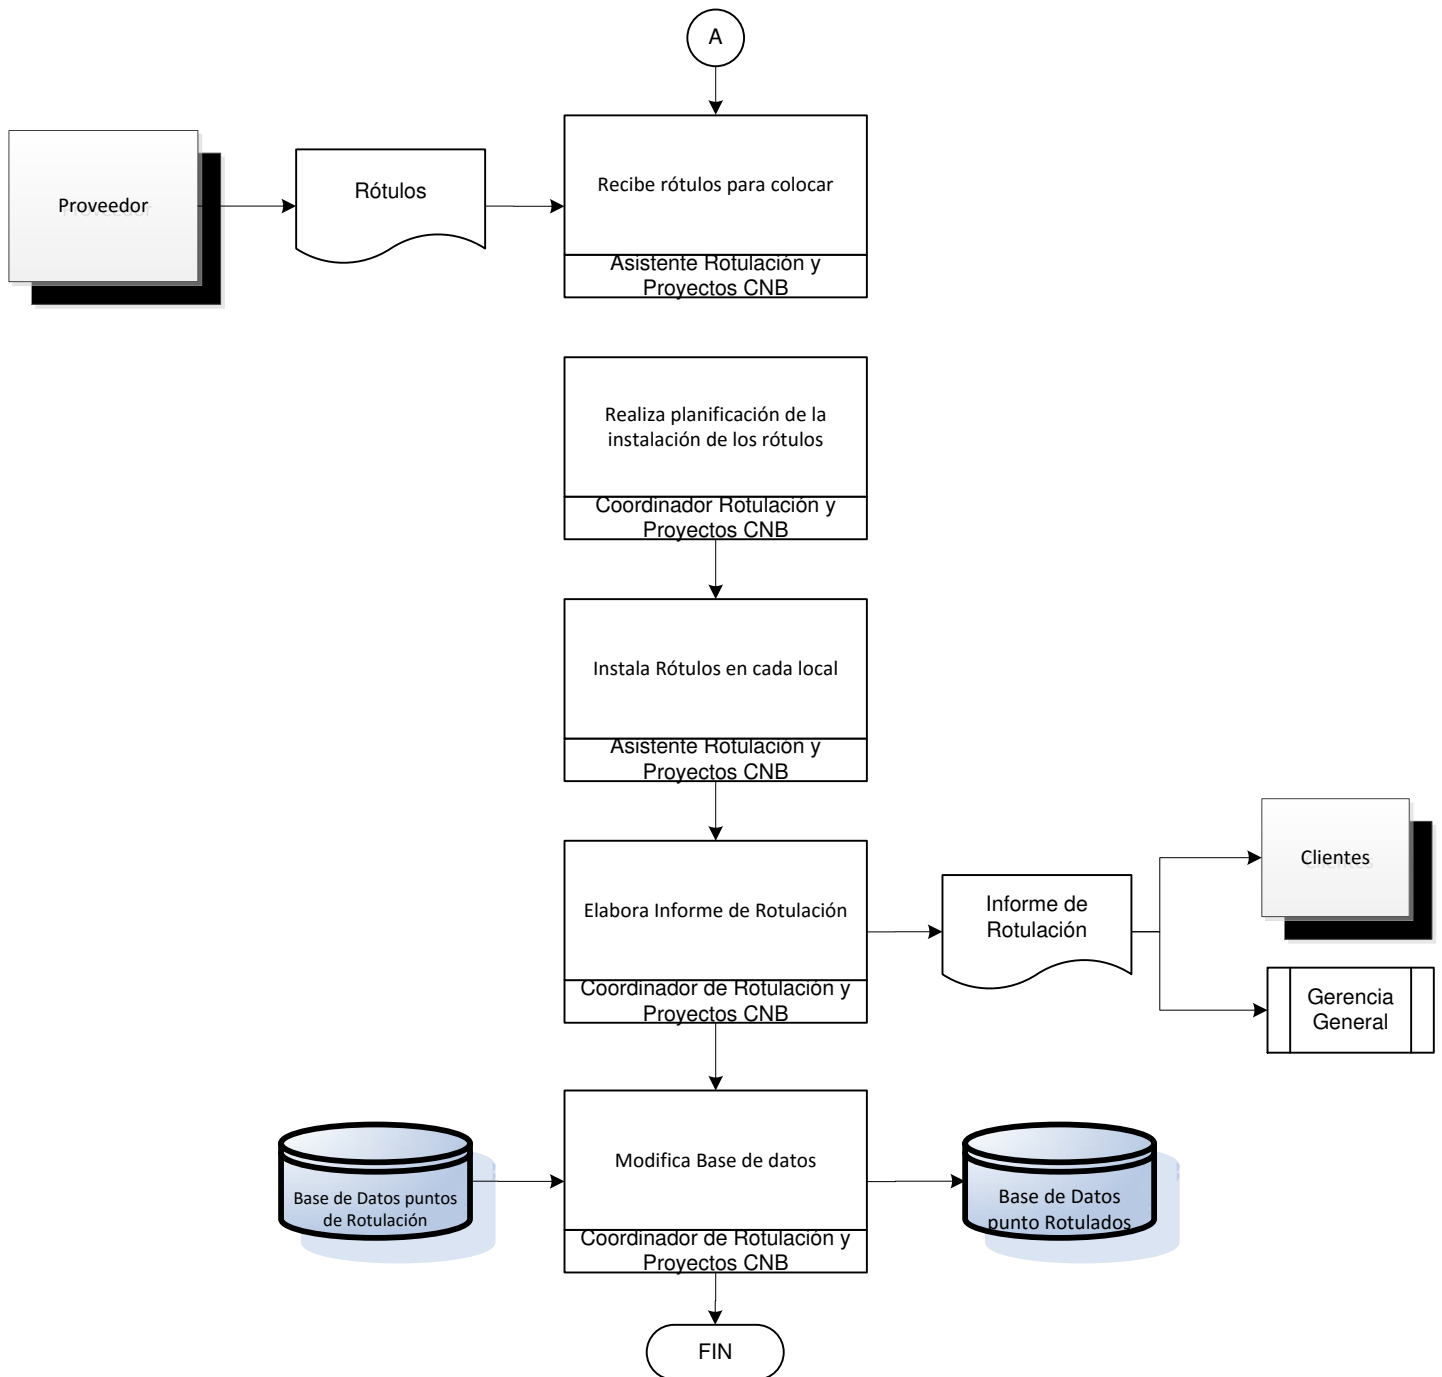 A
Proveedor
Rótulos
Recibe rótulos para colocar
Asistente Rotulación y
Proyectos CNB
Realiza planificación de la
instalación de los rótulos
Coordinador Rotulación y
Proyectos CNB
Instala Rótulos en cada local
Asistente Rotulación y
Proyectos CNB
Elabora Informe de Rotulación
Coordinador de Rotulación y
Proyectos CNB
Informe de
Rotulación
Clientes
Gerencia
General
Base de Datos puntos
de Rotulación
Modifica Base de datos
Coordinador de Rotulación y
Proyectos CNB
Base de Datos
punto Rotulados
FIN